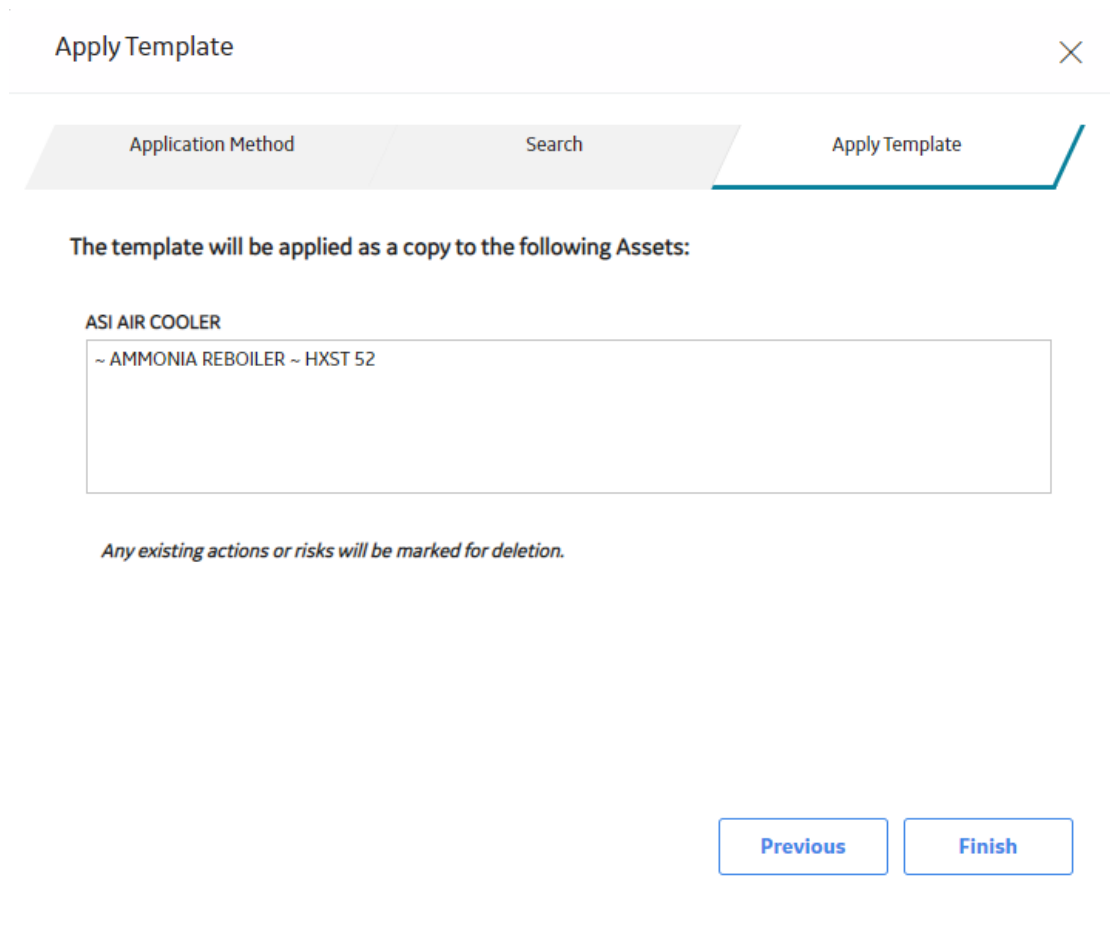 Apply Template
Application Method
Search
Apply Template
The template will be applied as a copy to the following Assets:
ASI AIR COOLER
~ AMMONIA REBOILER ~ HXST 52
Any existing actions or risks will be marked for deletion.
Previous
Finish